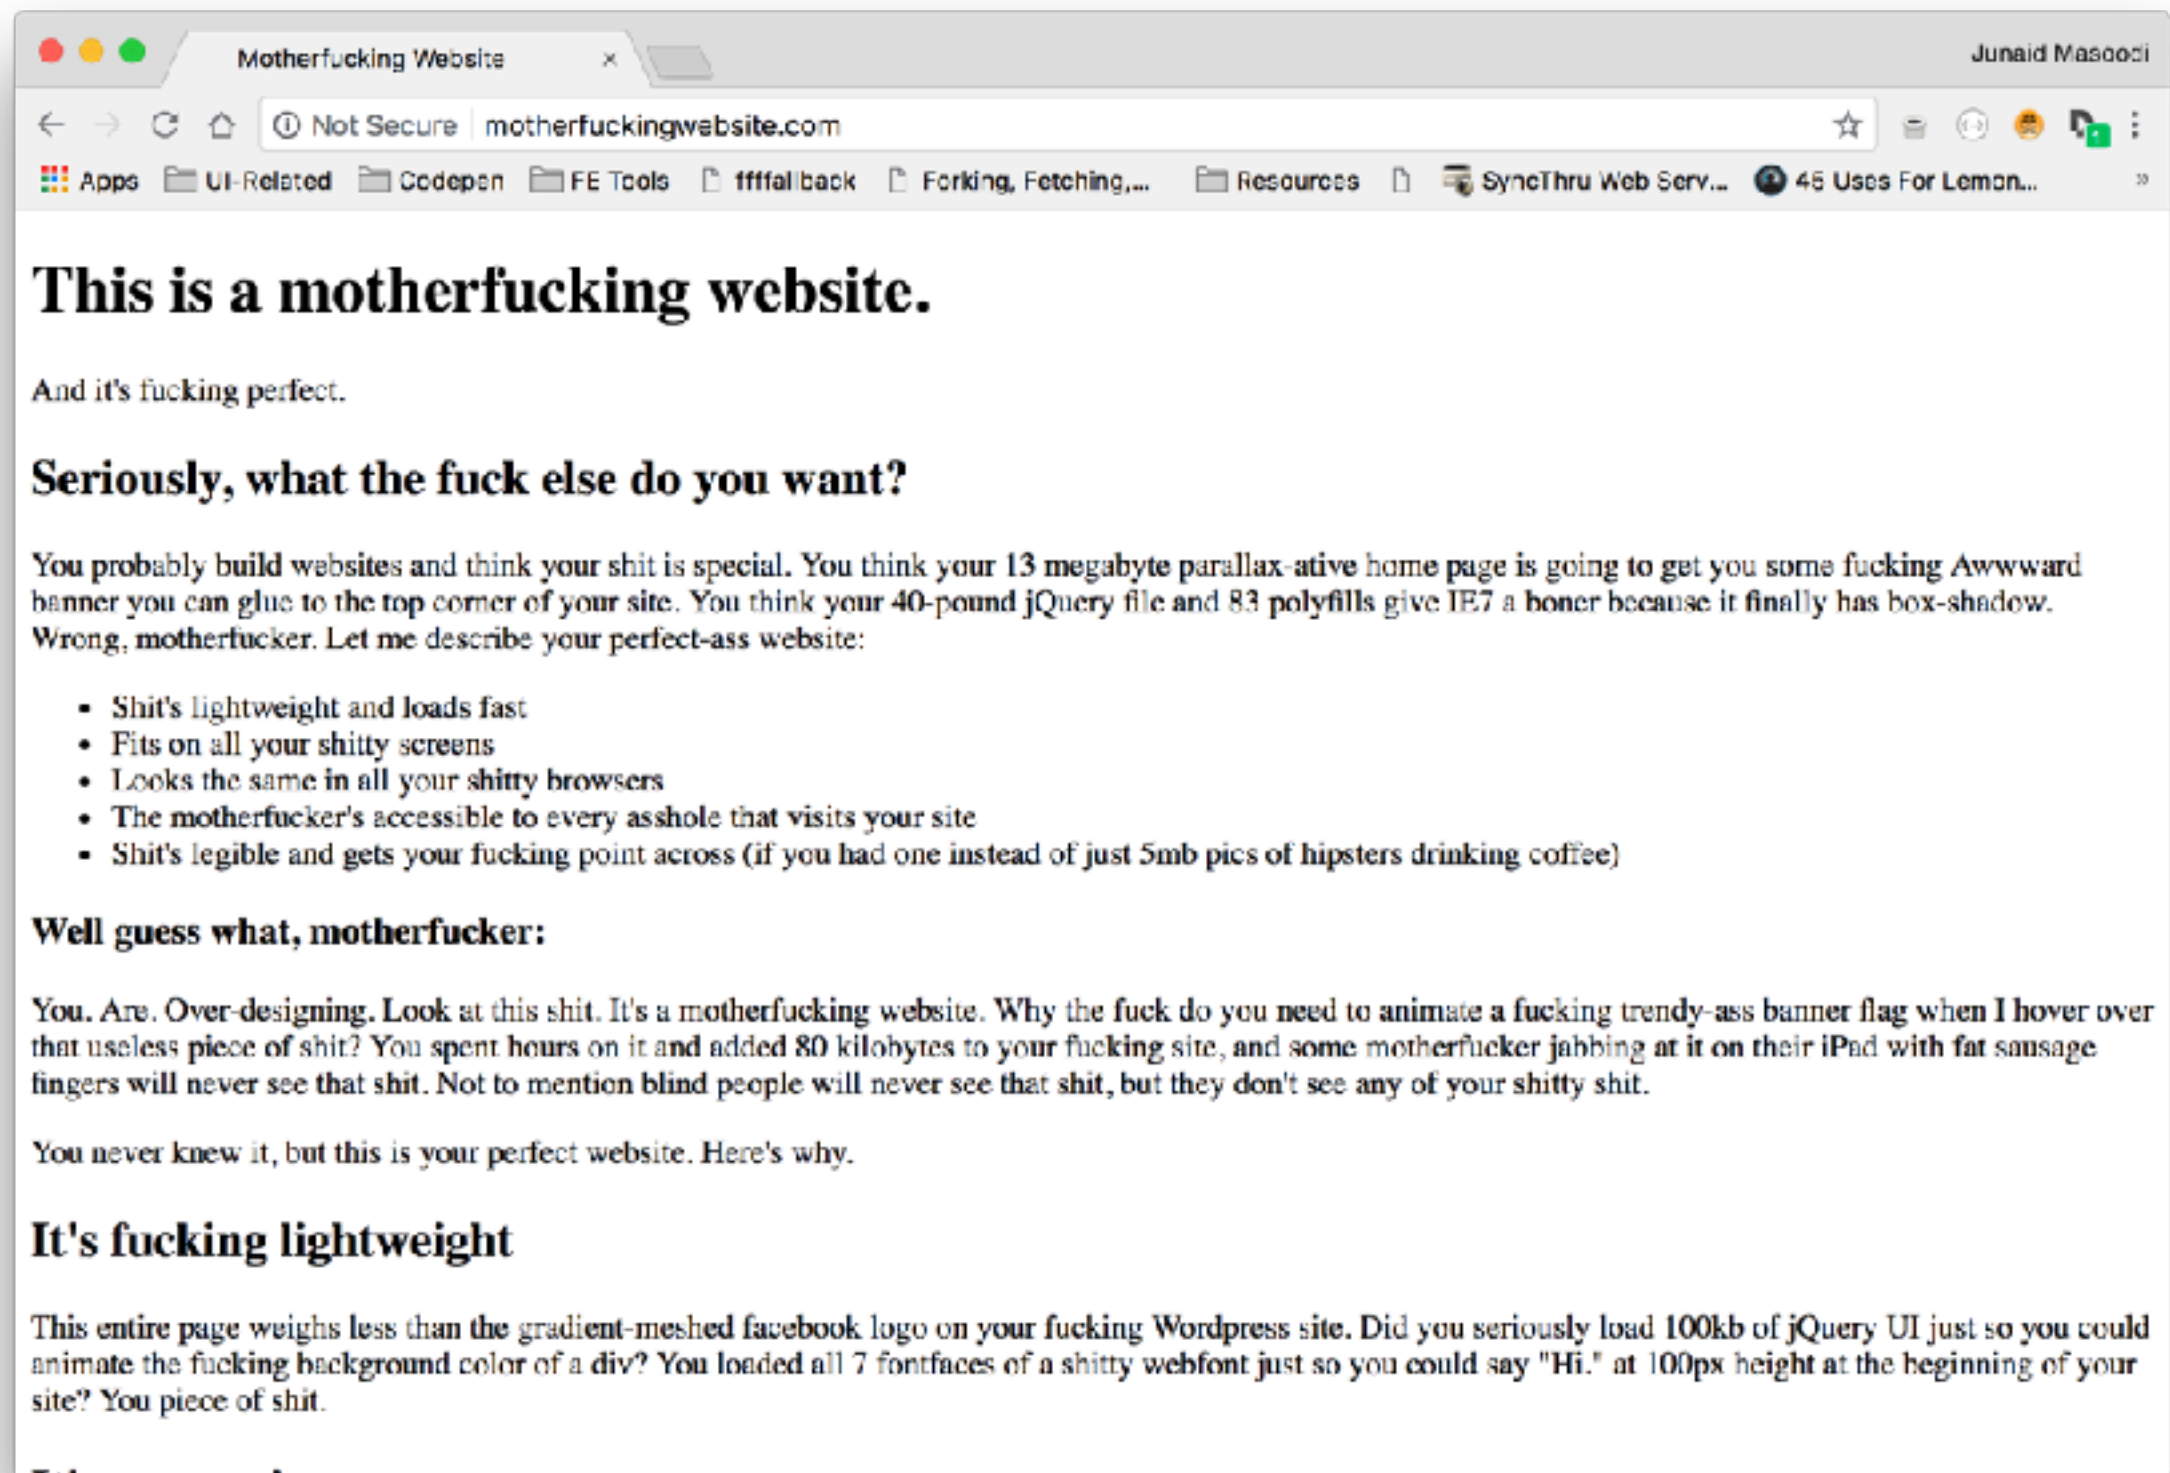 Motherfucking Website
Junaid Masoodi
Not Secure motherfuckingwebsite.com
Apps UI-Related Codepen FE Tools ffffallback Forking, Fetching,... Resources SyncThru Web Serv... 45 Uses For Lemon... »
This is a motherfucking website.
And it's fucking perfect.
Seriously, what the fuck else do you want?
You probably build websites and think your shit is special. You think your 13 megabyte parallax-ative home page is going to get you some fucking Awwward
banner you can glue to the top corner of your site. You think your 40-pound jQuery file and 83 polyfills give IE7 a boner because it finally has box-shadow.
Wrong, motherfucker. Let me describe your perfect-ass website:
• Shit's lightweight and loads fast
• Fits on all your shitty screens
• Looks the same in all your shitty browsers
• The motherfucker's accessible to every asshole that visits your site
• Shit's legible and gets your fucking point across (if you had one instead of just 5mb pics of hipsters drinking coffee)
Well guess what, motherfucker:
You. Are. Over-designing. Look at this shit. It's a motherfucking website. Why the fuck do you need to animate a fucking trendy-ass banner flag when I hover over
that useless piece of shit? You spent hours on it and added 80 kilobytes to your fucking site, and some motherfucker jabbing at it on their iPad with fat sausage
fingers will never see that shit. Not to mention blind people will never see that shit, but they don't see any of your shitty shit.
You never knew it, but this is your perfect website. Here's why.
It's fucking lightweight
This entire page weighs less than the gradient-meshed facebook logo on your fucking Wordpress site. Did you seriously load 100kb of jQuery UI just so you could
animate the fucking background color of a div? You loaded all 7 fontfaces of a shitty webfont just so you could say "Hi." at 100px height at the beginning of your
site? You piece of shit.